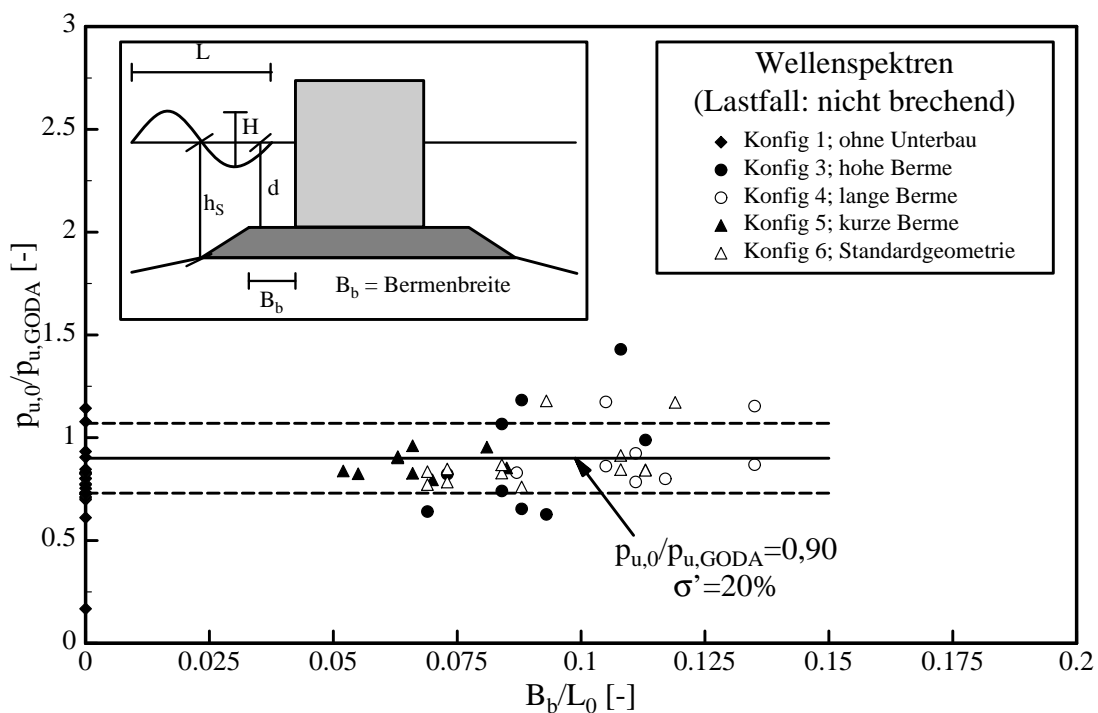 3
2.5
2
1.5
1
0.5
0
p_u,0/p_u,GODA [-]
L
H
h_S
d
B_b
B_b = Bermenbreite
Wellenspektren
(Lastfall: nicht brechend)
Konfig 1; ohne Unterbau
Konfig 3; hohe Berme
Konfig 4; lange Berme
Konfig 5; kurze Berme
Konfig 6; Standardgeometrie
p_u,0/p_u,GODA=0,90
σ'=20%
0 0.025 0.05 0.075 0.1 0.125 0.15 0.175 0.2
B_b/L_0 [-]